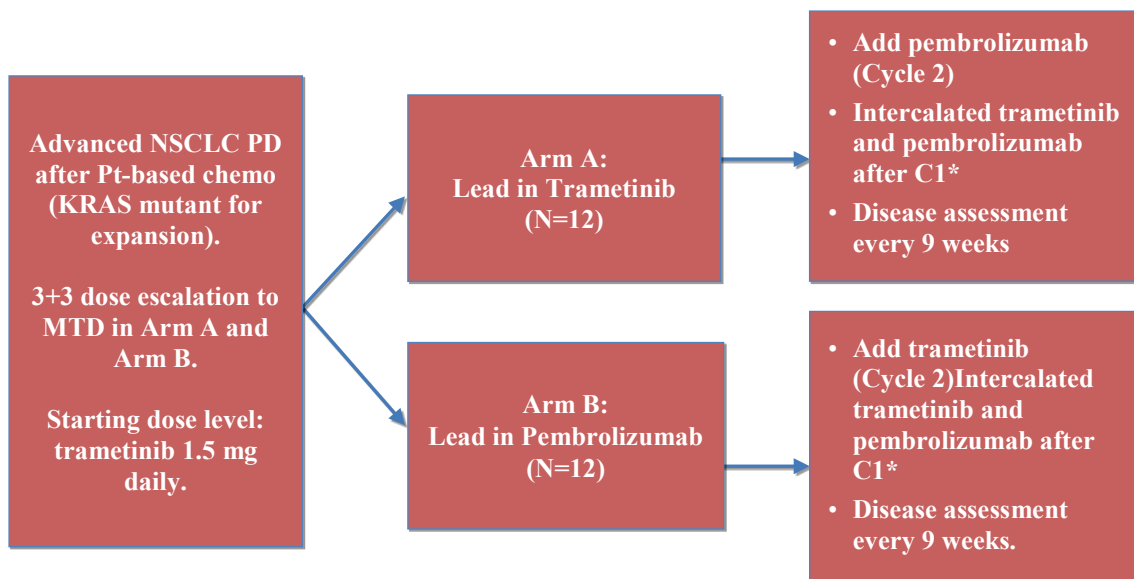 Advanced NSCLC PD
after Pt-based chemo
(KRAS mutant for
expansion).
3+3 dose escalation to
MTD in Arm A and
Arm B.
Starting dose level:
trametinib 1.5 mg
daily.
Arm A:
Lead in Trametinib
(N=12)
• Add pembrolizumab
(Cycle 2)
• Intercalated trametinib
and pembrolizumab
after C1*
• Disease assessment
every 9 weeks
Arm B:
Lead in Pembrolizumab
(N=12)
• Add trametinib
(Cycle 2)Intercalated
trametinib and
pembrolizumab after
C1*
• Disease assessment
every 9 weeks.